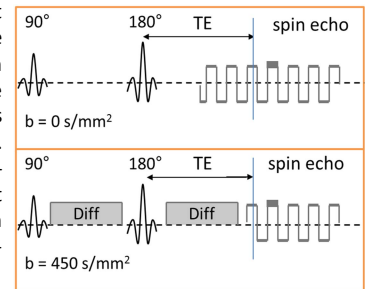 90° 180° TE spin echo
b = 0 s/mm²
90° 180° TE spin echo
Diff Diff
b = 450 s/mm²